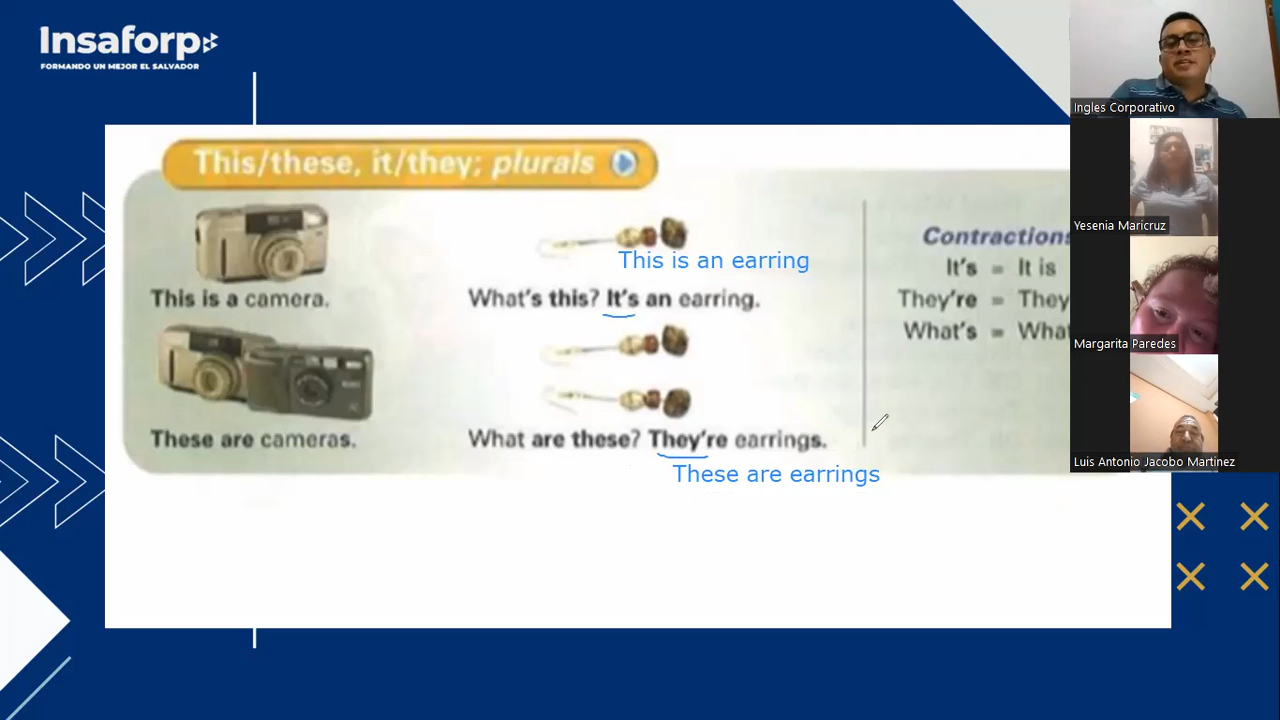 Insaforp
FORMANDO UN MEJOR EL SALVADOR
This/these, it/they; plurals
This is an earring
This is a camera.
What's this? It's an earring.
These are cameras.
What are these? They're earrings.
These are earrings
Contractions
It's = It is
They're = They
What's = What
Ingles Corporativo
Yesenia Maricruz
Margarita Paredes
Luis Antonio Jacobo Martinez